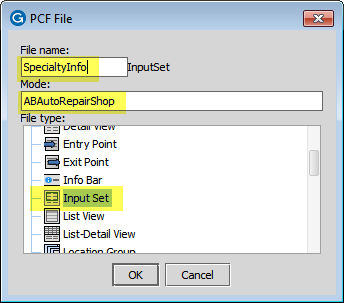 PCF File
File name:
SpecialtyInfo InputSet
Mode:
ABAutoRepairShop
File type:
Detail View
Entry Point
Exit Point
Info Bar
Input Set
List View
List-Detail View
Location Group
OK Cancel